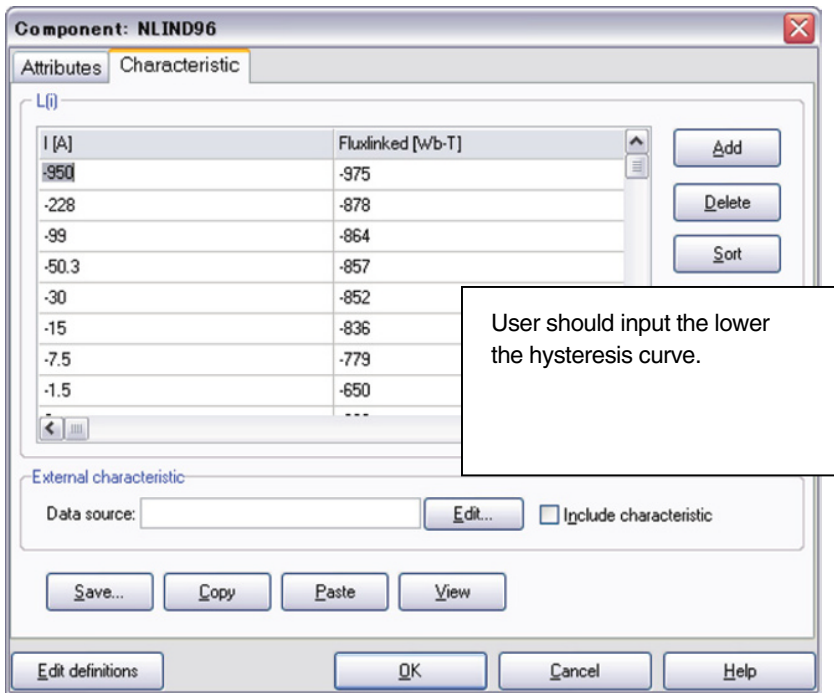 Component: NLIND96
Attributes
Characteristic
L(i)
I [A] Fluxlinked [Wb-T]
-950 -975
-228 -878
-99 -864
-50.3 -857
-30 -852
-15 -836
-7.5 -779
-1.5 -650
Add
Delete
Sort
User should input the lower
the hysteresis curve.
External characteristic
Data source:
Edit...
Include characteristic
Save...
Copy
Paste
View
Edit definitions
OK
Cancel
Help